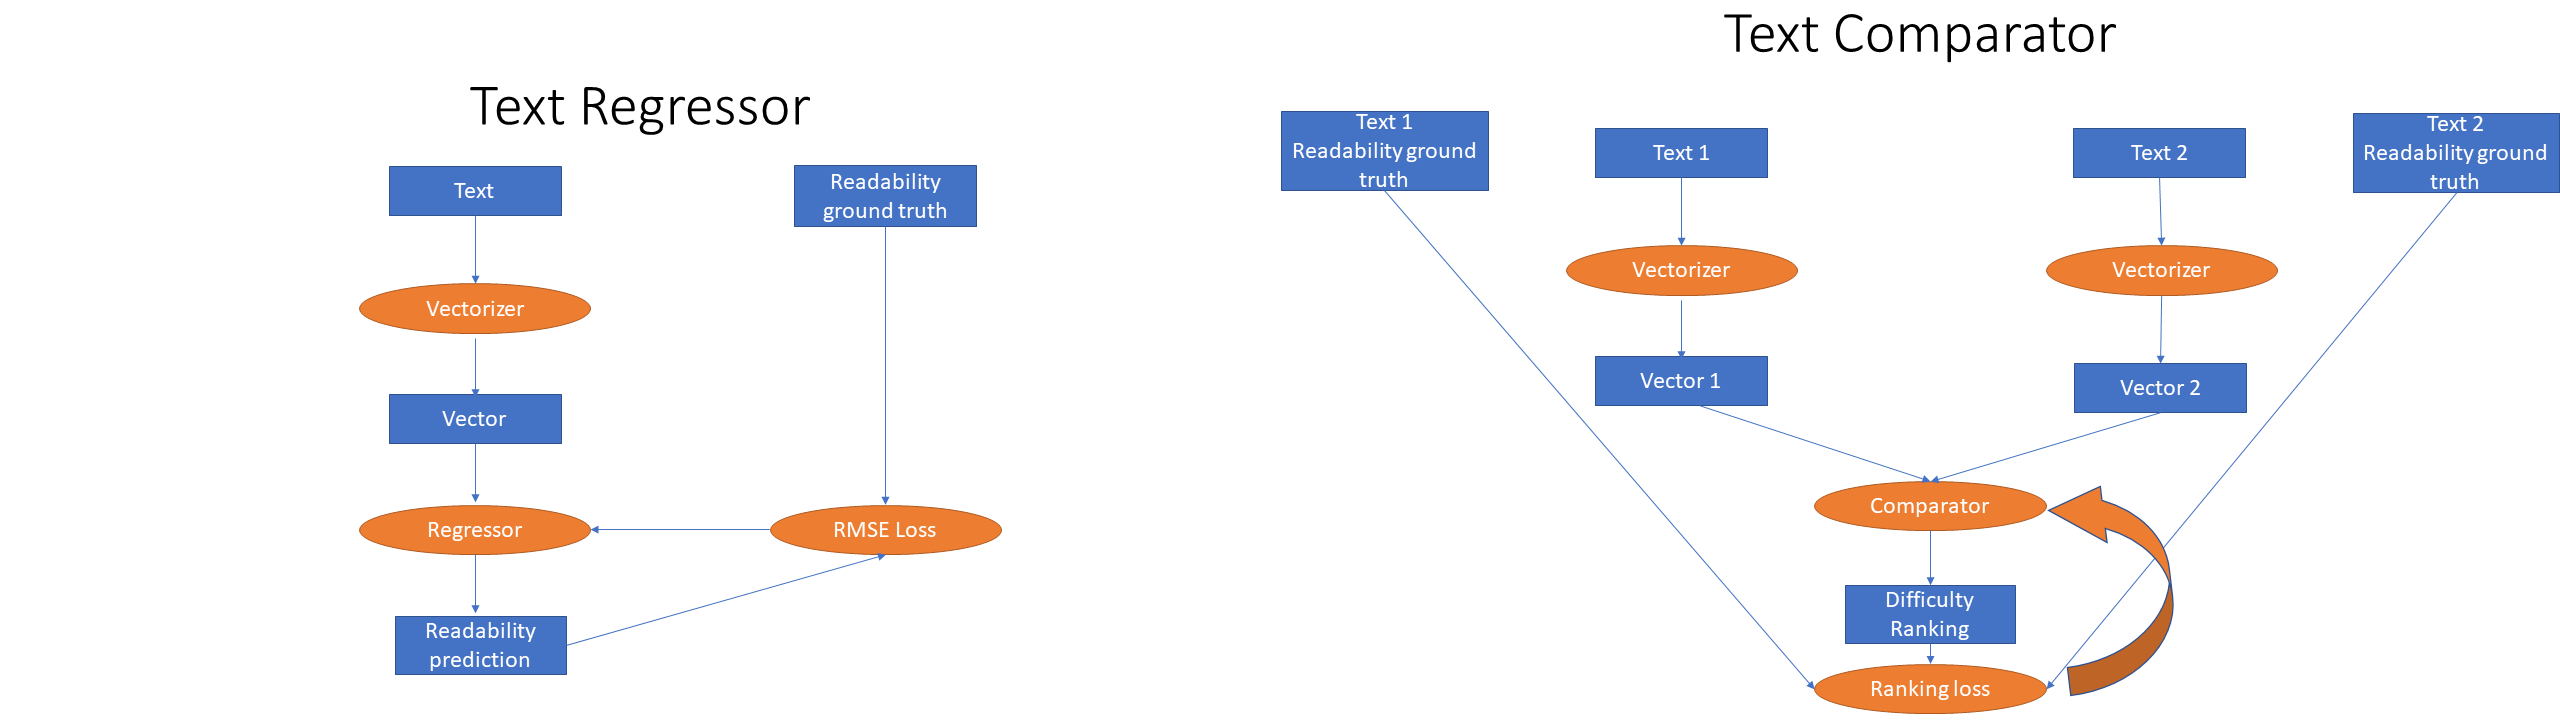 Text Regressor
Text
Readability
ground truth
Vectorizer
Vector
Regressor
RMSE Loss
Readability
prediction
Text Comparator
Text 1
Readability ground
truth
Text 1
Text 2
Text 2
Readability ground
truth
Vectorizer
Vectorizer
Vector 1
Vector 2
Comparator
Difficulty
Ranking
Ranking loss